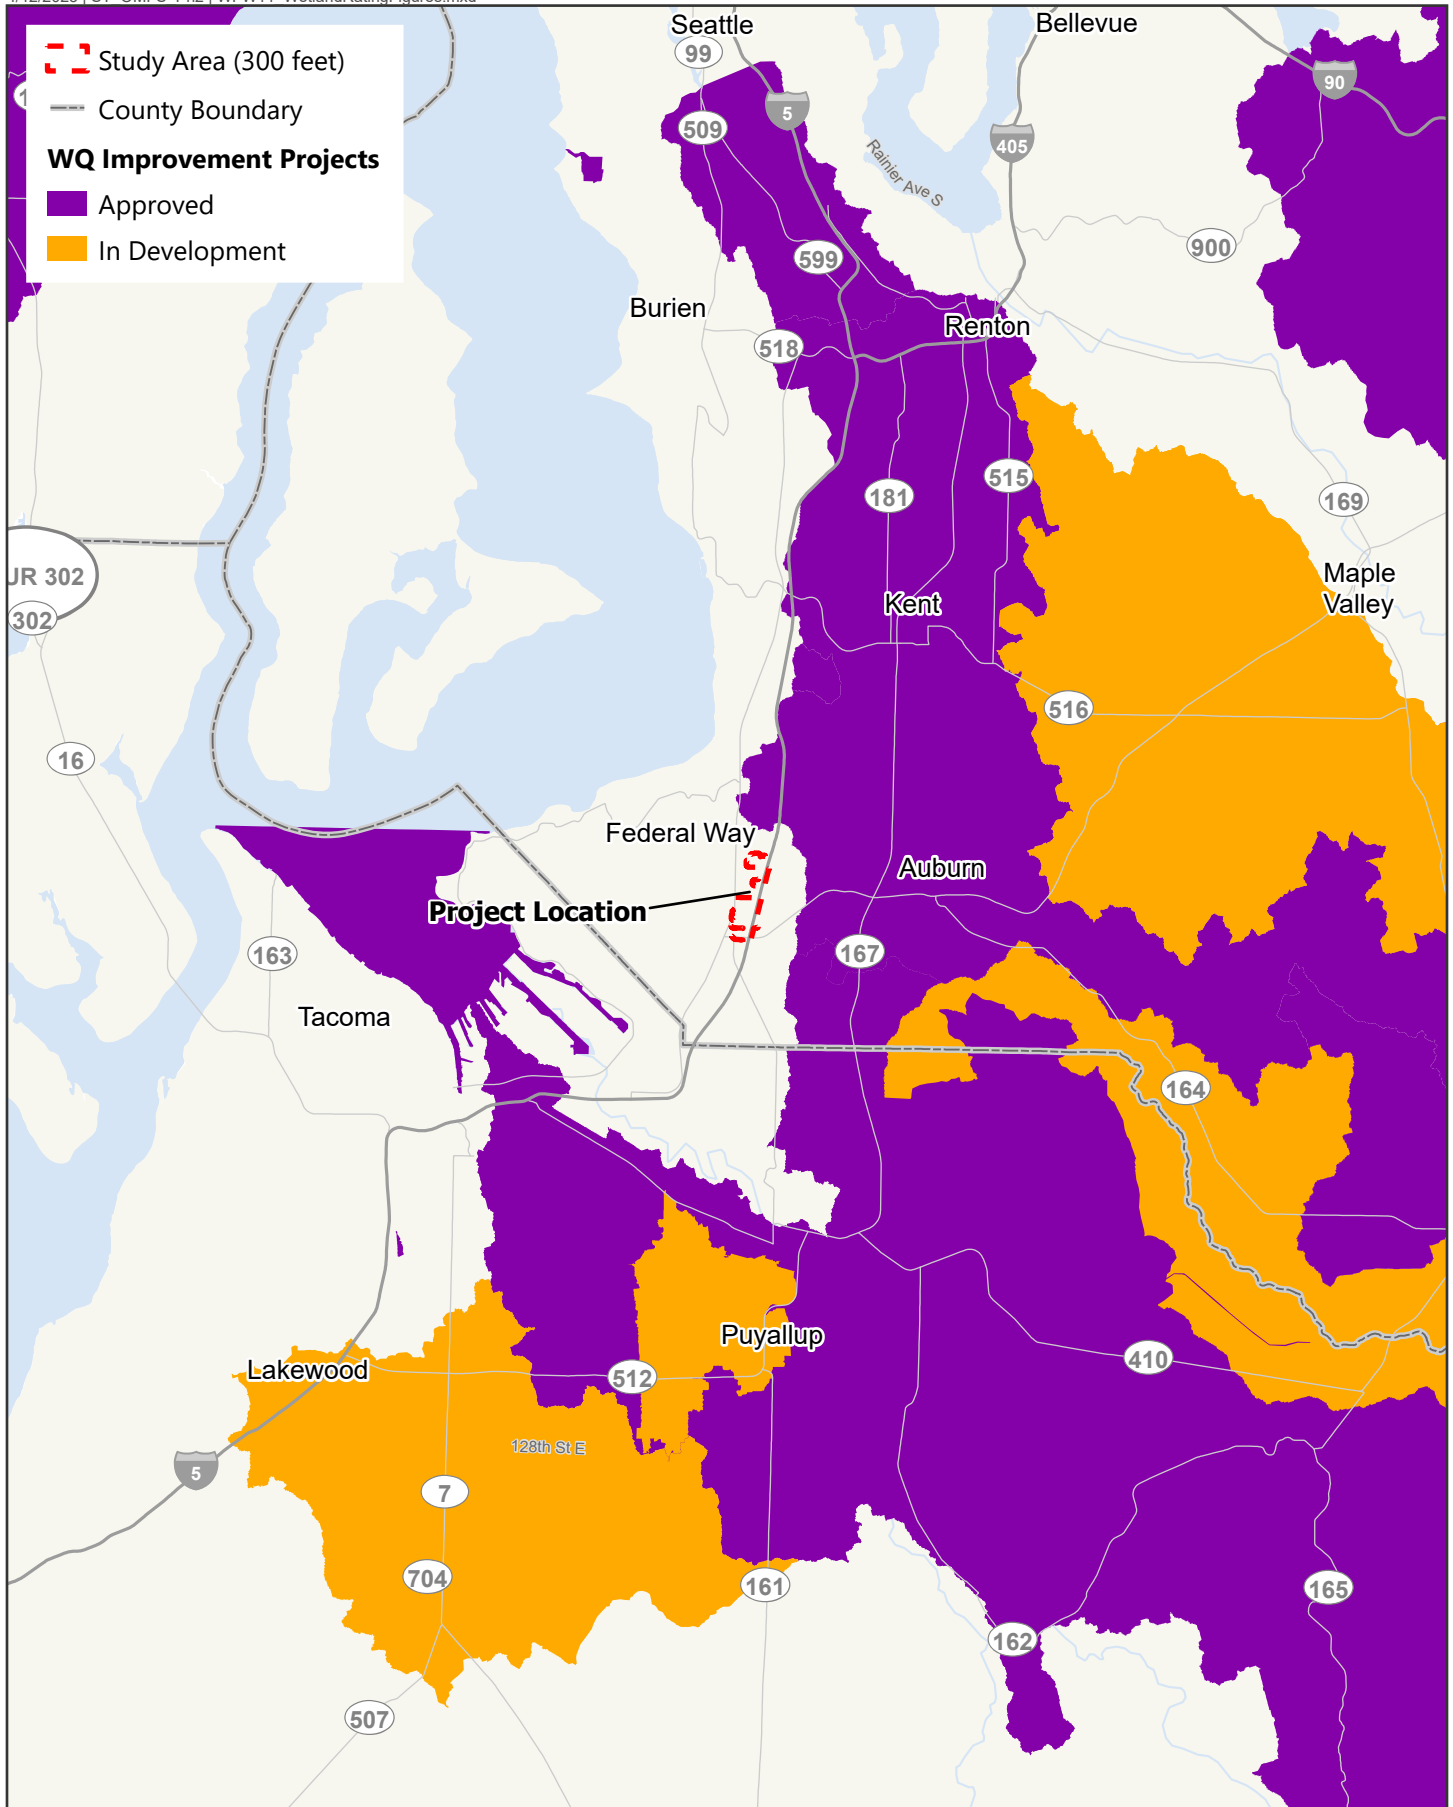 Study Area (300 feet)
County Boundary
WQ Improvement Projects
Approved
In Development
Seattle
Bellevue
99
5
90
509
405
Rainier Ave S
900
599
Burien
Renton
518
515
181
169
JR 302
302
Maple
Valley
Kent
516
16
Federal Way
Auburn
Project Location
163
167
Tacoma
164
Puyallup
410
Lakewood
512
128th St E
5
7
704
161
165
162
507